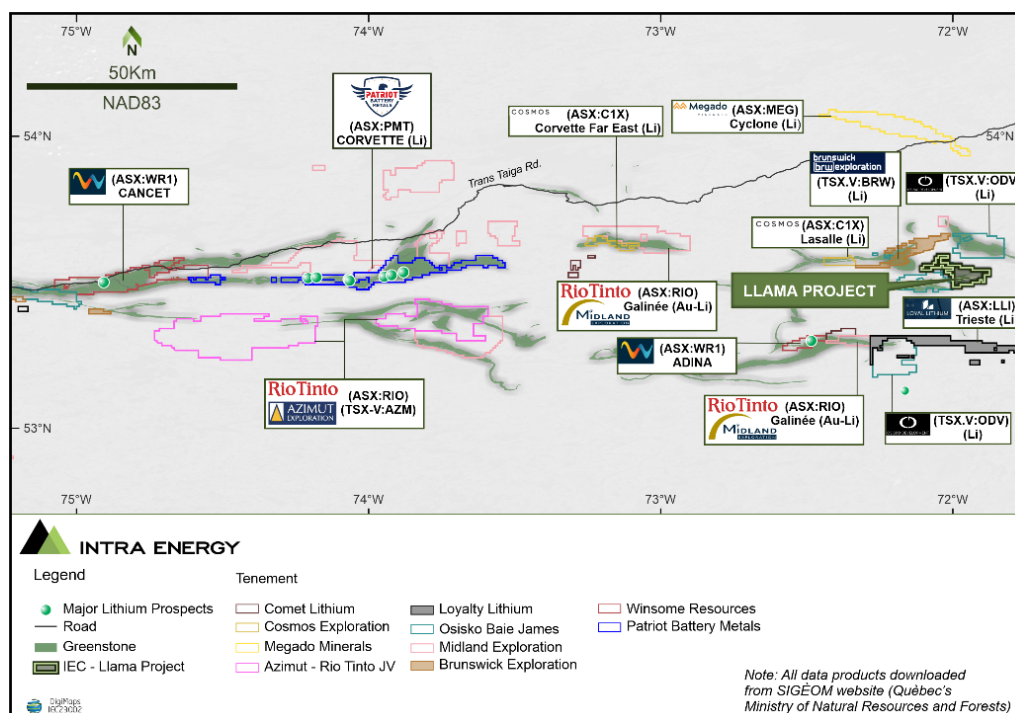 75°W 74°W 73°W 72°W
N
50Km
NAD83
54°N
54°N
53°N
53°N
PATRIOT
BATTERY
METALS
(ASX:PMT)
CORVETTE (Li)
COSMOS (ASX:C1X)
Corvette Far East (Li)
Megado (ASX:MEG)
Cyclone (Li)
(ASX:WR1)
CANCET
Trans Taiga Rd.
brunswick
brw exploration
(TSX.V:BRW)
(Li)
(TSX.V:ODV)
(Li)
COSMOS (ASX:C1X)
Lasalle (Li)
LLAMA PROJECT
RioTinto (ASX:RIO)
MIDLAND Galinée (Au-Li)
EXPLORATION
LOYAL LITHIUM (ASX:LLI)
Trieste (Li)
(ASX:WR1)
ADINA
RioTinto (ASX:RIO)
AZIMUT (TSX-V:AZM)
EXPLORATION
RioTinto (ASX:RIO)
MIDLAND Galinée (Au-Li)
EXPLORATION
(TSX.V:ODV)
(Li)
75°W 74°W 73°W 72°W
INTRA ENERGY
Legend
Major Lithium Prospects
Road
Greenstone
IEC - Llama Project
Tenement
Comet Lithium
Cosmos Exploration
Megado Minerals
Azimut - Rio Tinto JV
Loyalty Lithium
Osisko Baie James
Midland Exploration
Brunswick Exploration
Winsome Resources
Patriot Battery Metals
Note: All data products downloaded
from SIGÈOM website (Quèbec's
Ministry of Natural Resources and Forests)
DigiMaps
IEC23002